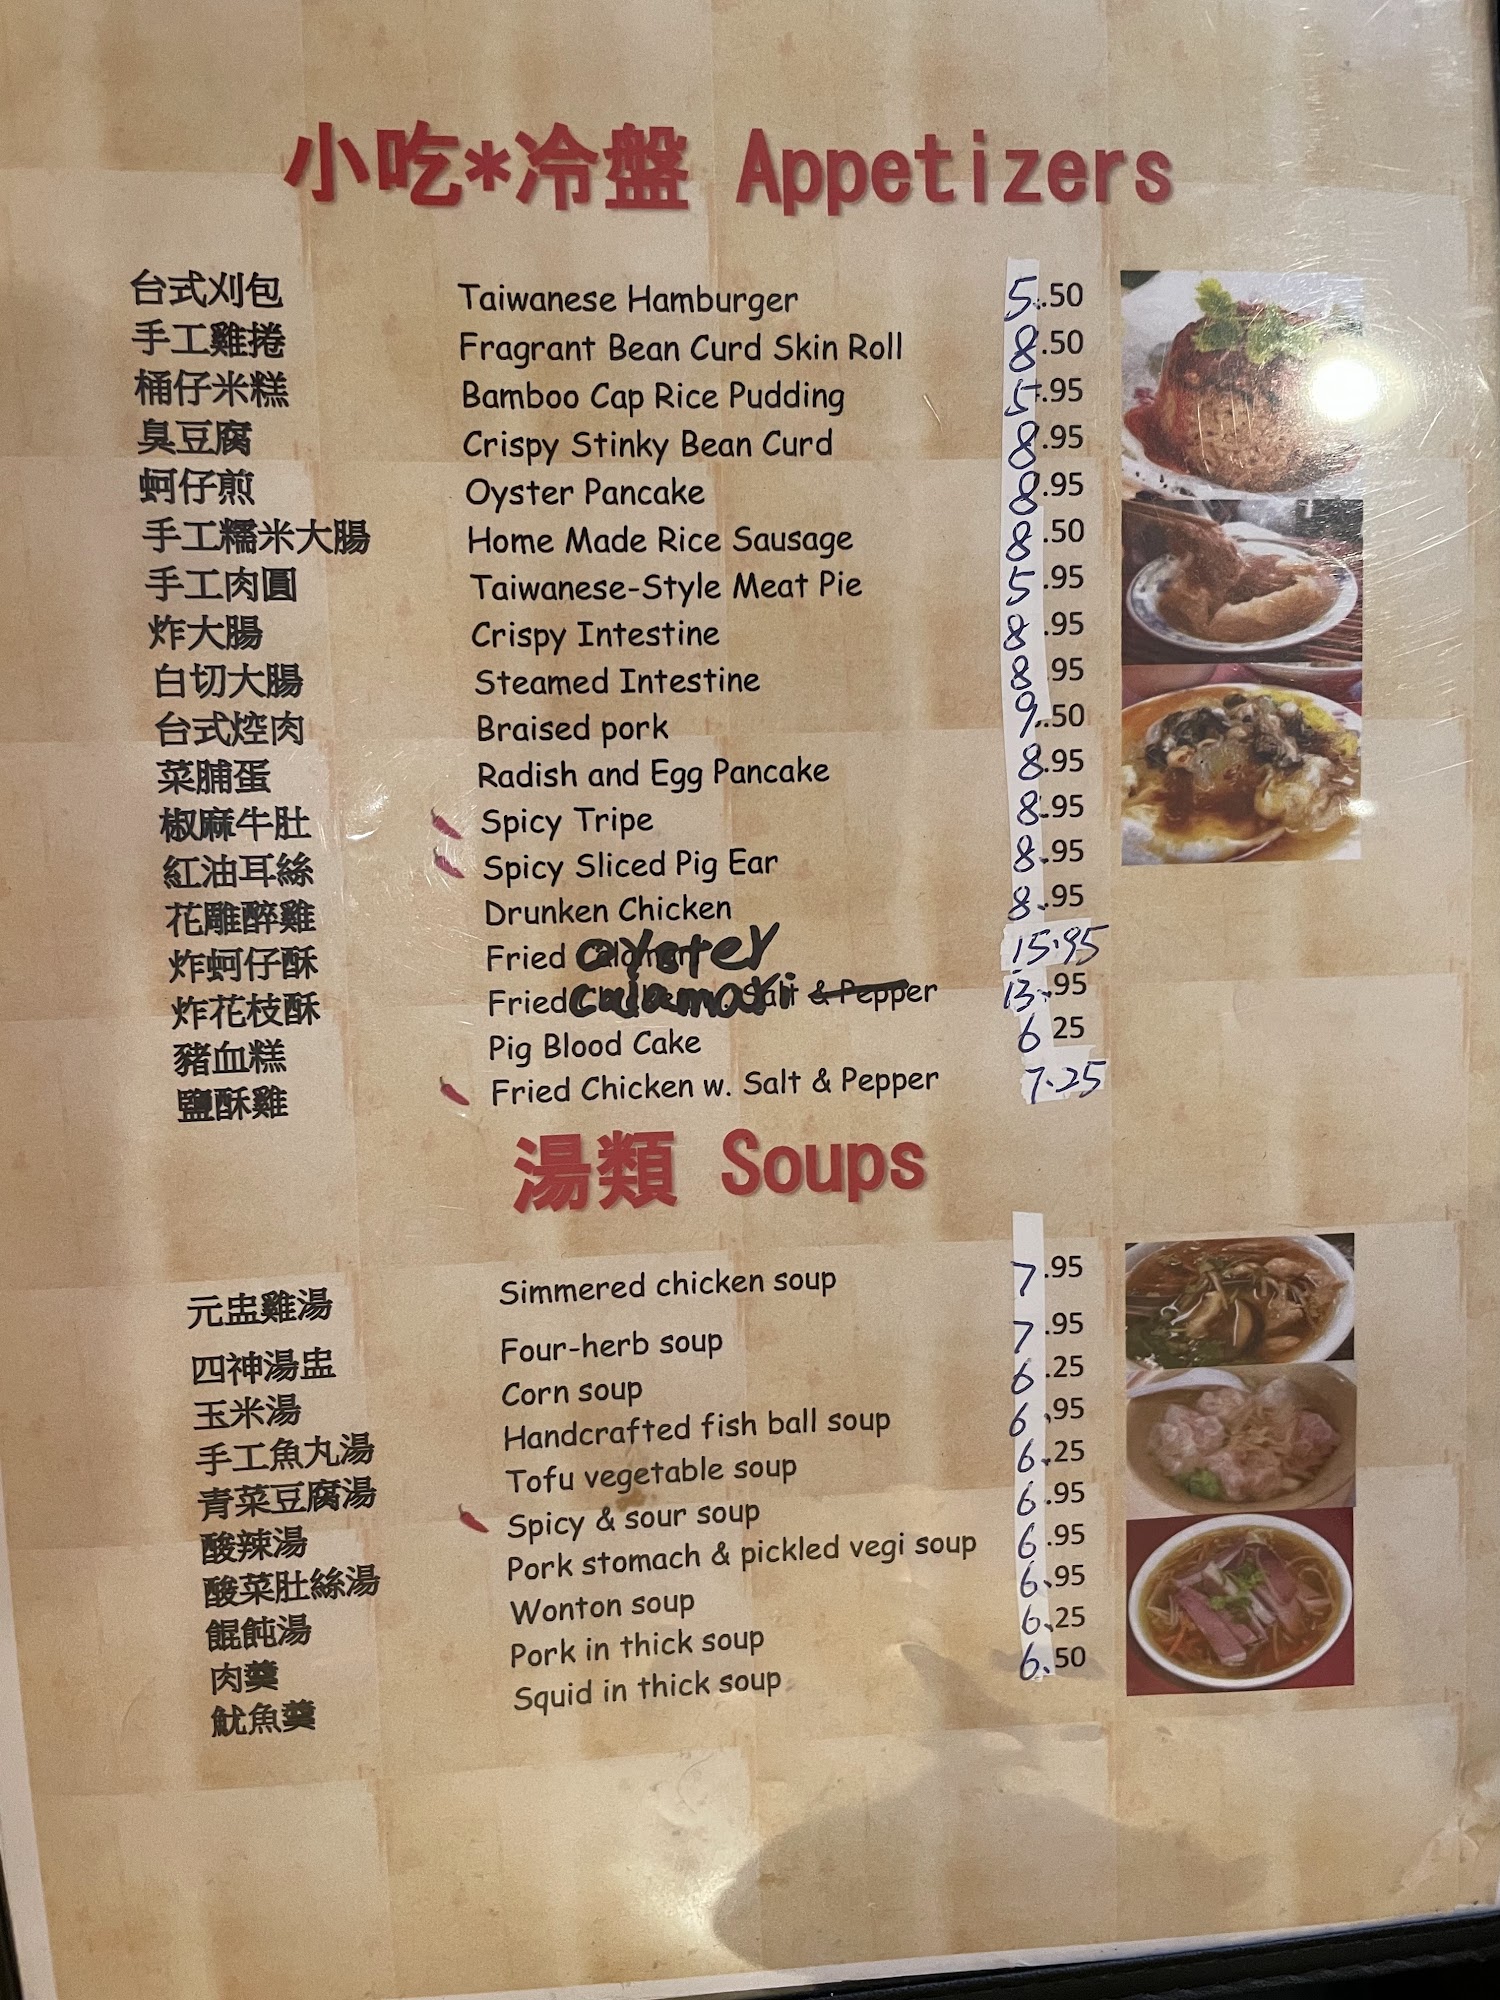 小吃*冷盤 Appetizers
台式刈包 Taiwanese Hamburger 5.50
手工雞捲 Fragrant Bean Curd Skin Roll 8.50
桶仔米糕 Bamboo Cap Rice Pudding 5.95
臭豆腐 Crispy Stinky Bean Curd 8.95
蚵仔煎 Oyster Pancake 8.95
手工糯米大腸 Home Made Rice Sausage 8.50
手工肉圓 Taiwanese-Style Meat Pie 5.95
炸大腸 Crispy Intestine 8.95
白切大腸 Steamed Intestine 8.95
台式焢肉 Braised pork 9.50
菜脯蛋 Radish and Egg Pancake 8.95
椒麻牛肚 Spicy Tripe 8.95
紅油耳絲 Spicy Sliced Pig Ear 8.95
花雕醉雞 Drunken Chicken 8.95
炸蚵仔酥 Fried oyster 15.95
炸花枝酥 Fried calamari Salt & Pepper 13.95
豬血糕 Pig Blood Cake 6 25
鹽酥雞 Fried Chicken w. Salt & Pepper 7.25
湯類 Soups
元盅雞湯 Simmered chicken soup 7.95
四神湯盅 Four-herb soup 7.95
玉米湯 Corn soup 6.25
手工魚丸湯 Handcrafted fish ball soup 6.95
青菜豆腐湯 Tofu vegetable soup 6.25
酸辣湯 Spicy & sour soup 6.95
酸菜肚絲湯 Pork stomach & pickled vegi soup 6.95
餛飩湯 Wonton soup 6.95
肉羹 Pork in thick soup 6.25
魷魚羹 Squid in thick soup 6.50